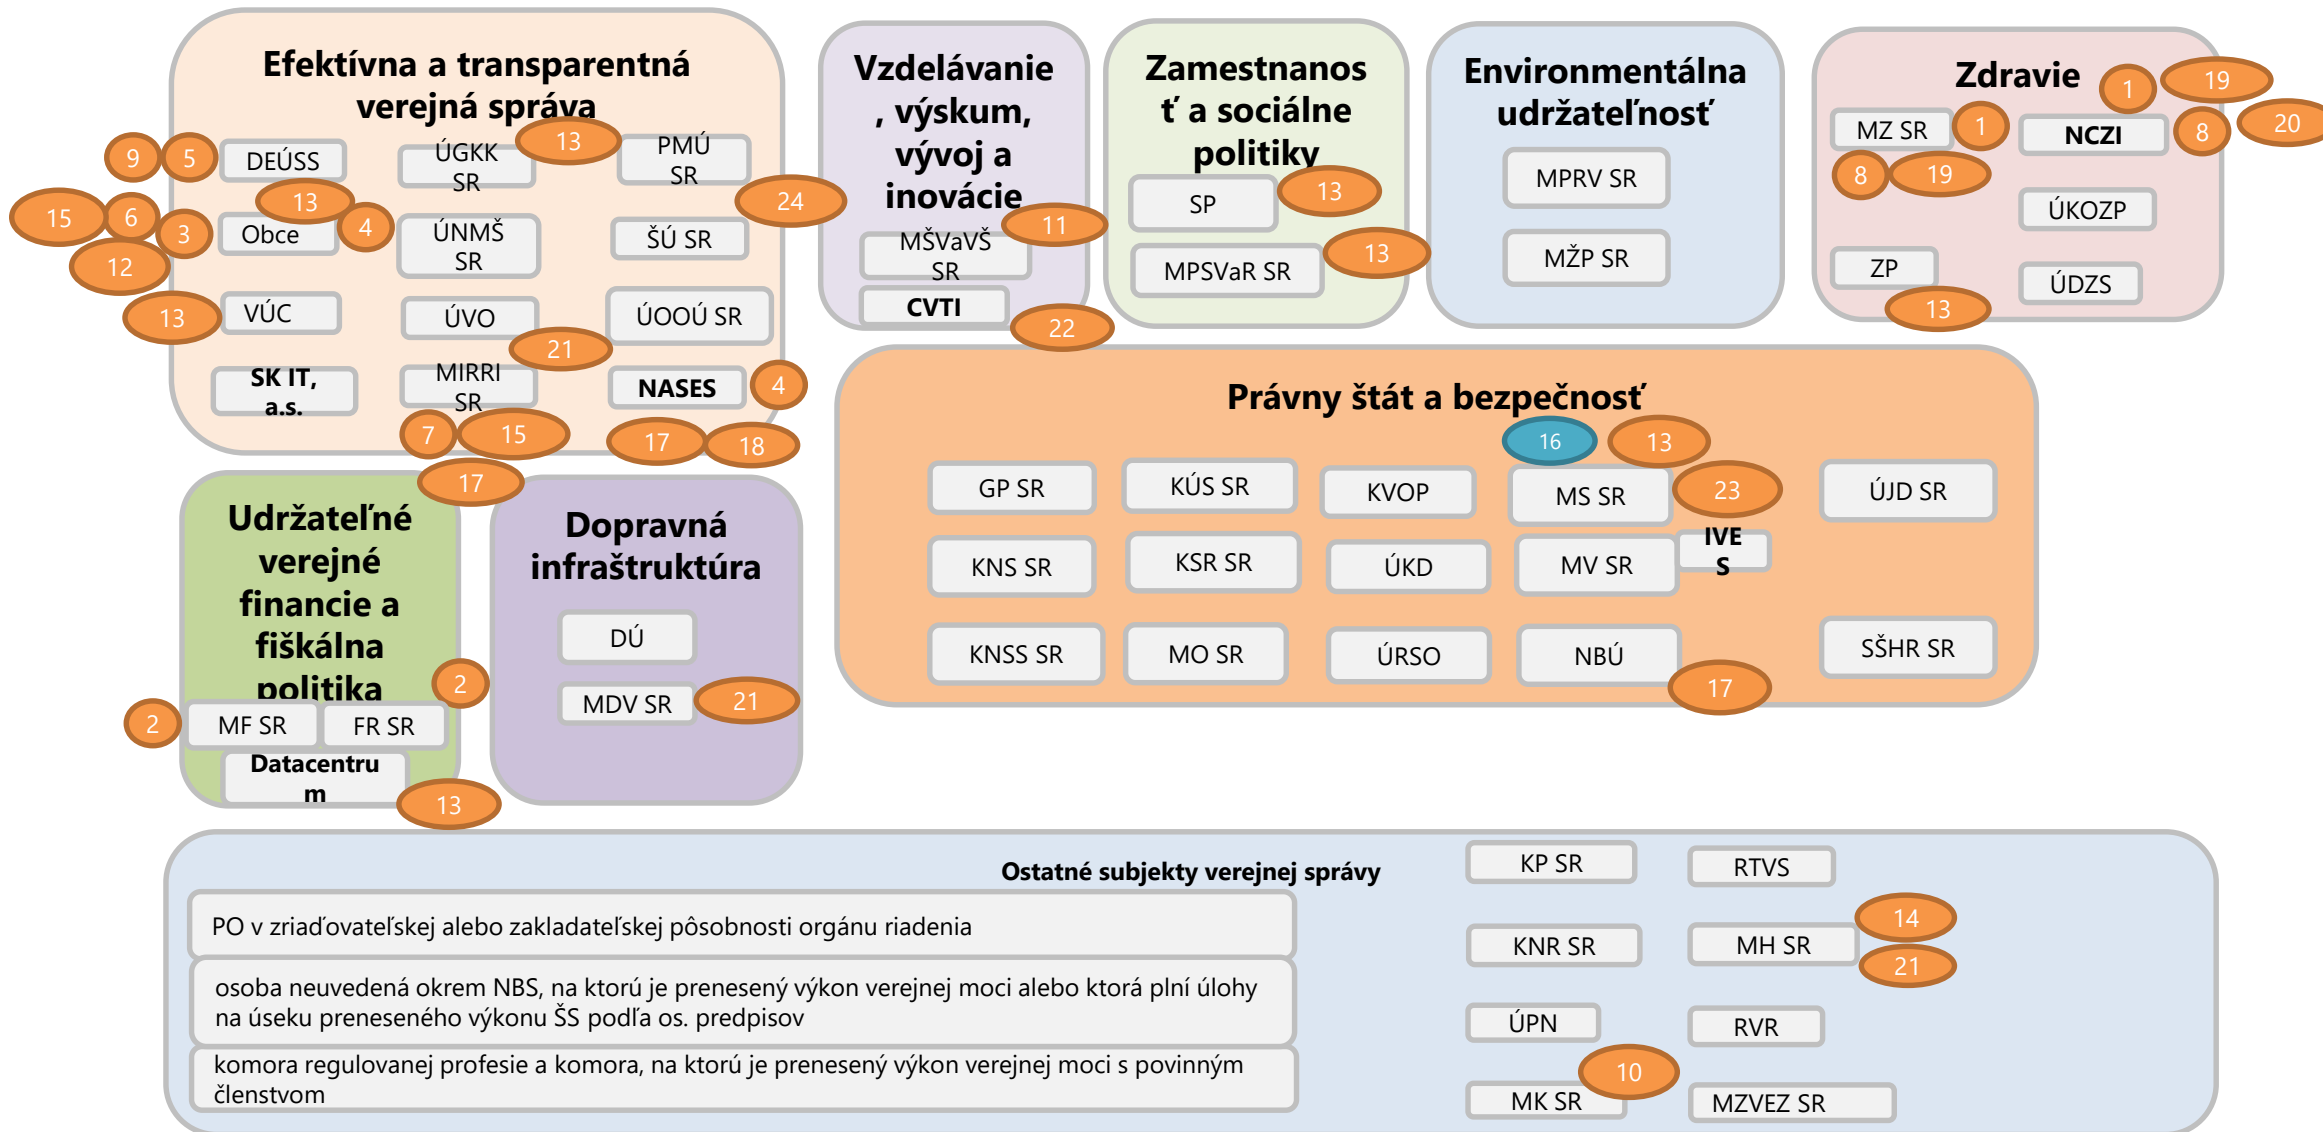 Efektívna a transparentná
verejná správa
9
5
DEÚSS
ÚGKK
SR
13
PMÚ
SR
15
6
3
12
13
4
Obce
ÚNMŠ
SR
24
ŠÚ SR
13
VÚC
ÚVO
21
ÚOOÚ SR
SK IT,
a.s.
MIRRI
SR
NASES
4
7
15
17
17
18
Vzdelávanie
, výskum,
vývoj a
inovácie
11
MŠVaVŠ
SR
CVTI
22
Zamestnanos
ť a sociálne
politiky
SP
13
MPSVaR SR
13
Environmentálna
udržateľnosť
MPRV SR
MŽP SR
Zdravie
1
19
MZ SR
1
NCZI
8
20
8
19
ÚKOZP
ZP
13
ÚDZS
Udržateľné
verejné
financie a
fiškálna
politika
2
2
MF SR
FR SR
Datacentru
m
13
Dopravná
infraštruktúra
DÚ
MDV SR
21
Právny štát a bezpečnosť
16
13
GP SR
KÚS SR
KVOP
MS SR
23
ÚJD SR
KNS SR
KSR SR
ÚKD
MV SR
IVE
S
KNSS SR
MO SR
ÚRSO
NBÚ
17
SŠHR SR
Ostatné subjekty verejnej správy
PO v zriaďovateľskej alebo zakladateľskej pôsobnosti orgánu riadenia
osoba neuvedená okrem NBS, na ktorú je prenesený výkon verejnej moci alebo ktorá plní úlohy
na úseku preneseného výkonu ŠS podľa os. predpisov
komora regulovanej profesie a komora, na ktorú je prenesený výkon verejnej moci s povinným
členstvom
KP SR
RTVS
KNR SR
MH SR
14
21
ÚPN
RVR
10
MK SR
MZVEZ SR